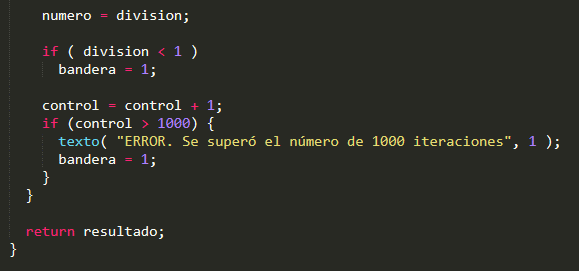 numero = division;
if ( division < 1 )
bandera = 1;
control = control + 1;
if (control > 1000) {
texto( "ERROR. Se superó el número de 1000 iteraciones", 1 );
bandera = 1;
}
}
return resultado;
}